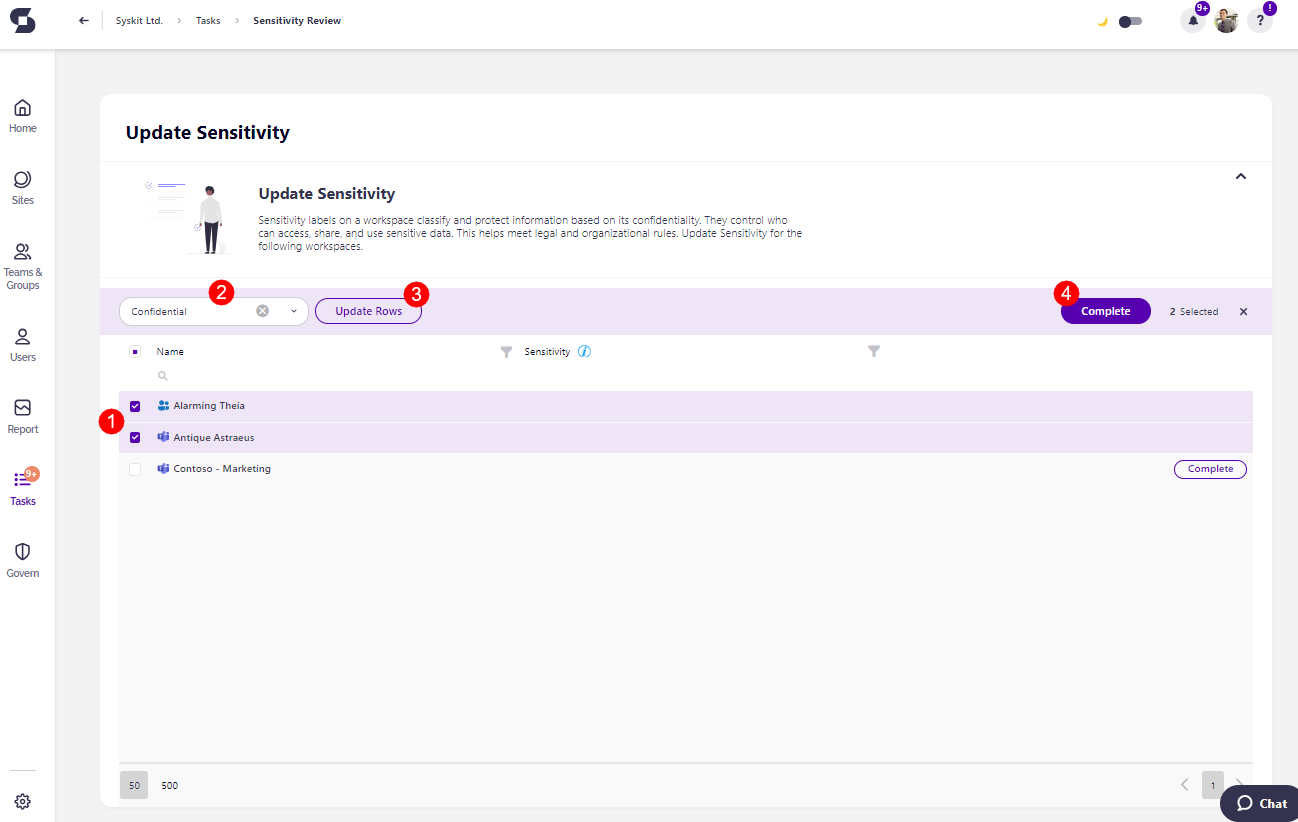 Syskit Ltd. > Tasks > Sensitivity Review
9+
!
?
Home
Sites
Teams &
Groups
Users
Report
9+
Tasks
Govern
Update Sensitivity
Update Sensitivity
Sensitivity labels on a workspace classify and protect information based on its confidentiality. They control who
can access, share, and use sensitive data. This helps meet legal and organizational rules. Update Sensitivity for the
following workspaces.
2
3
4
Confidential
Update Rows
Complete
2 Selected
Name
Sensitivity
i
1
Alarming Theia
Antique Astraeus
Contoso - Marketing
Complete
50
500
1
Chat